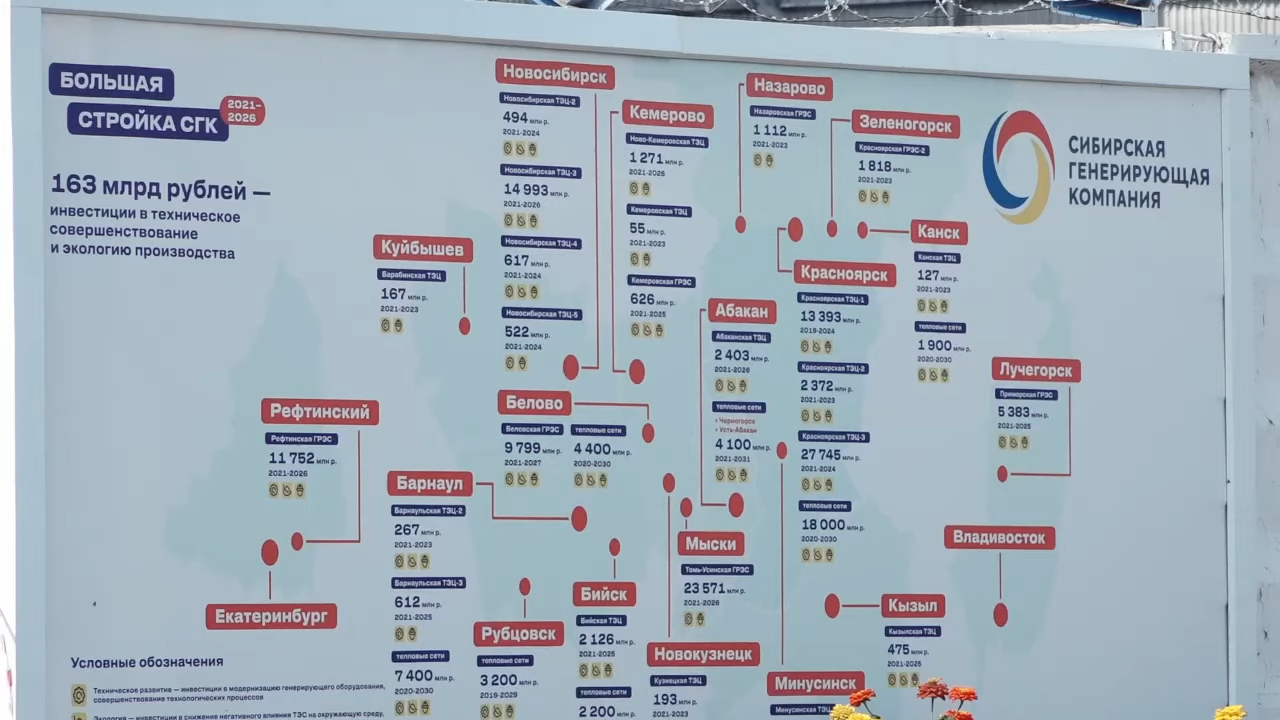 БОЛЬШАЯ
СТРОЙКА СГК
2021-
2026
163 млрд рублей —
инвестиции в техническое
совершенствование
и экологию производства
СИБИРСКАЯ
ГЕНЕРИРУЮЩАЯ
КОМПАНИЯ
Куйбышев
Барабинская ТЭЦ
167 млн р.
2021-2023
Новосибирск
Новосибирская ТЭЦ-2
494 млн р.
2021-2024
Новосибирская ТЭЦ-3
14 993 млн р.
2021-2026
Новосибирская ТЭЦ-4
617 млн р.
2021-2024
Новосибирская ТЭЦ-5
522 млн р.
2021-2024
Кемерово
Ново-Кемеровская ТЭЦ
1 271 млн р.
2021-2026
Кемеровская ТЭЦ
55 млн р.
2021-2023
Кемеровская ГРЭС
626 млн р.
2021-2025
Назарово
Назаровская ГРЭС
1 112 млн р.
2021-2023
Зеленогорск
Красноярская ГРЭС-2
1 818 млн р.
2021-2023
Канск
Канская ТЭЦ
127 млн р.
2021-2023
тепловые сети
1 900 млн р.
2020-2030
Красноярск
Красноярская ТЭЦ-1
13 393 млн р.
2019-2024
Красноярская ТЭЦ-2
2 372 млн р.
2021-2023
Красноярская ТЭЦ-3
27 745 млн р.
2021-2024
тепловые сети
18 000 млн р.
2020-2030
Абакан
Абаканская ТЭЦ
2 403 млн р.
2021-2026
тепловые сети
+ Черногорск
+ Усть-Абакан
4 100 млн р.
2021-2031
Лучегорск
Приморская ГРЭС
5 383 млн р.
2021-2025
Рефтинский
Рефтинская ГРЭС
11 752 млн р.
2021-2026
Белово
Беловская ГРЭС
9 799 млн р.
2021-2027
тепловые сети
4 400 млн р.
2020-2030
Барнаул
Барнаульская ТЭЦ-2
267 млн р.
2021-2023
Барнаульская ТЭЦ-3
612 млн р.
2021-2025
тепловые сети
7 400 млн р.
2020-2030
Екатеринбург
Рубцовск
тепловые сети
3 200 млн р.
2019-2029
Бийск
Бийская ТЭЦ
2 126 млн р.
2021-2025
тепловые сети
2 200 млн р.
Мыски
Томь-Усинская ГРЭС
23 571 млн р.
2021-2026
Новокузнецк
Кузнецкая ТЭЦ
193 млн р.
2021-2023
Минусинск
Минусинская ТЭЦ
Владивосток
Кызыл
Кызылская ТЭЦ
475 млн р.
2021-2025
Условные обозначения
Техническое развитие — инвестиции в модернизацию генерирующего оборудования,
совершенствование технологических процессов
Экология — инвестиции в снижение негативного влияния ТЭС на окружающую среду,